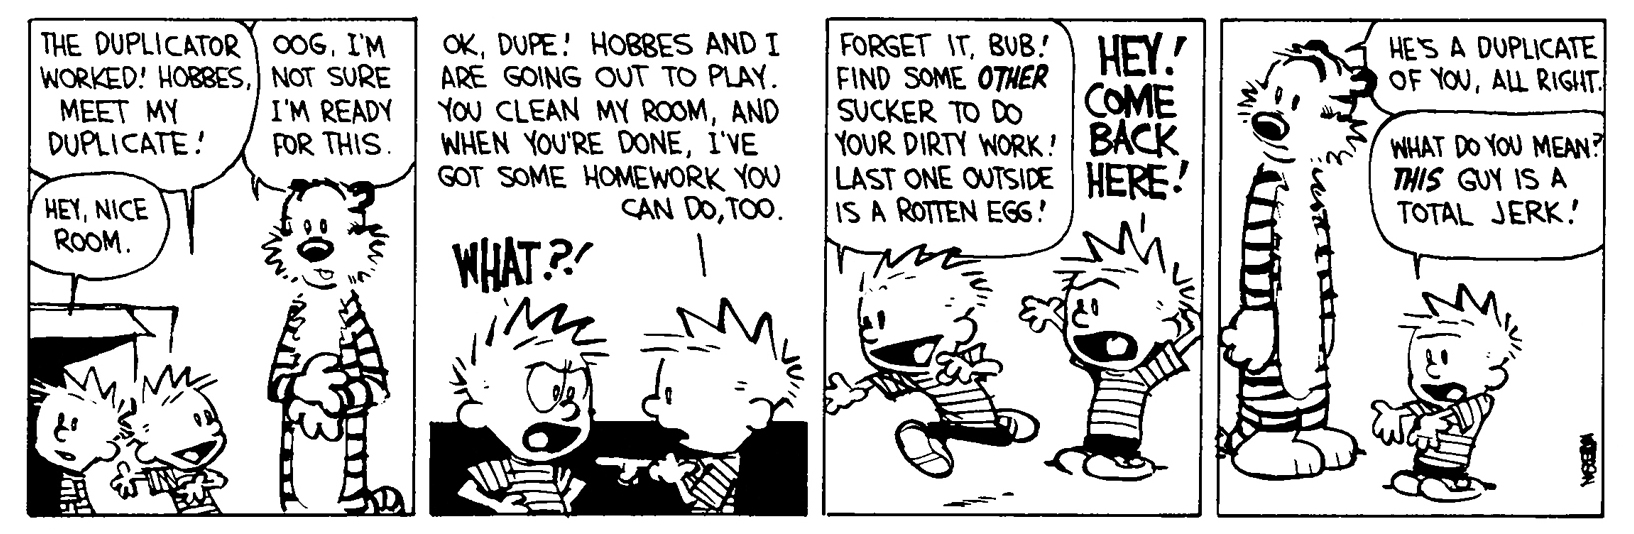 THE DUPLICATOR
WORKED! HOBBES,
MEET MY
DUPLICATE!
OOG, I'M
NOT SURE
I'M READY
FOR THIS.
HEY, NICE
ROOM.
OK, DUPE! HOBBES AND I
ARE GOING OUT TO PLAY.
YOU CLEAN MY ROOM, AND
WHEN YOU'RE DONE, I'VE
GOT SOME HOMEWORK YOU
CAN DO, TOO.
WHAT?!
FORGET IT, BUB!
FIND SOME OTHER
SUCKER TO DO
YOUR DIRTY WORK!
LAST ONE OUTSIDE
IS A ROTTEN EGG!
HEY!
COME
BACK
HERE!
HE'S A DUPLICATE
OF YOU, ALL RIGHT.
WHAT DO YOU MEAN?
THIS GUY IS A
TOTAL JERK!